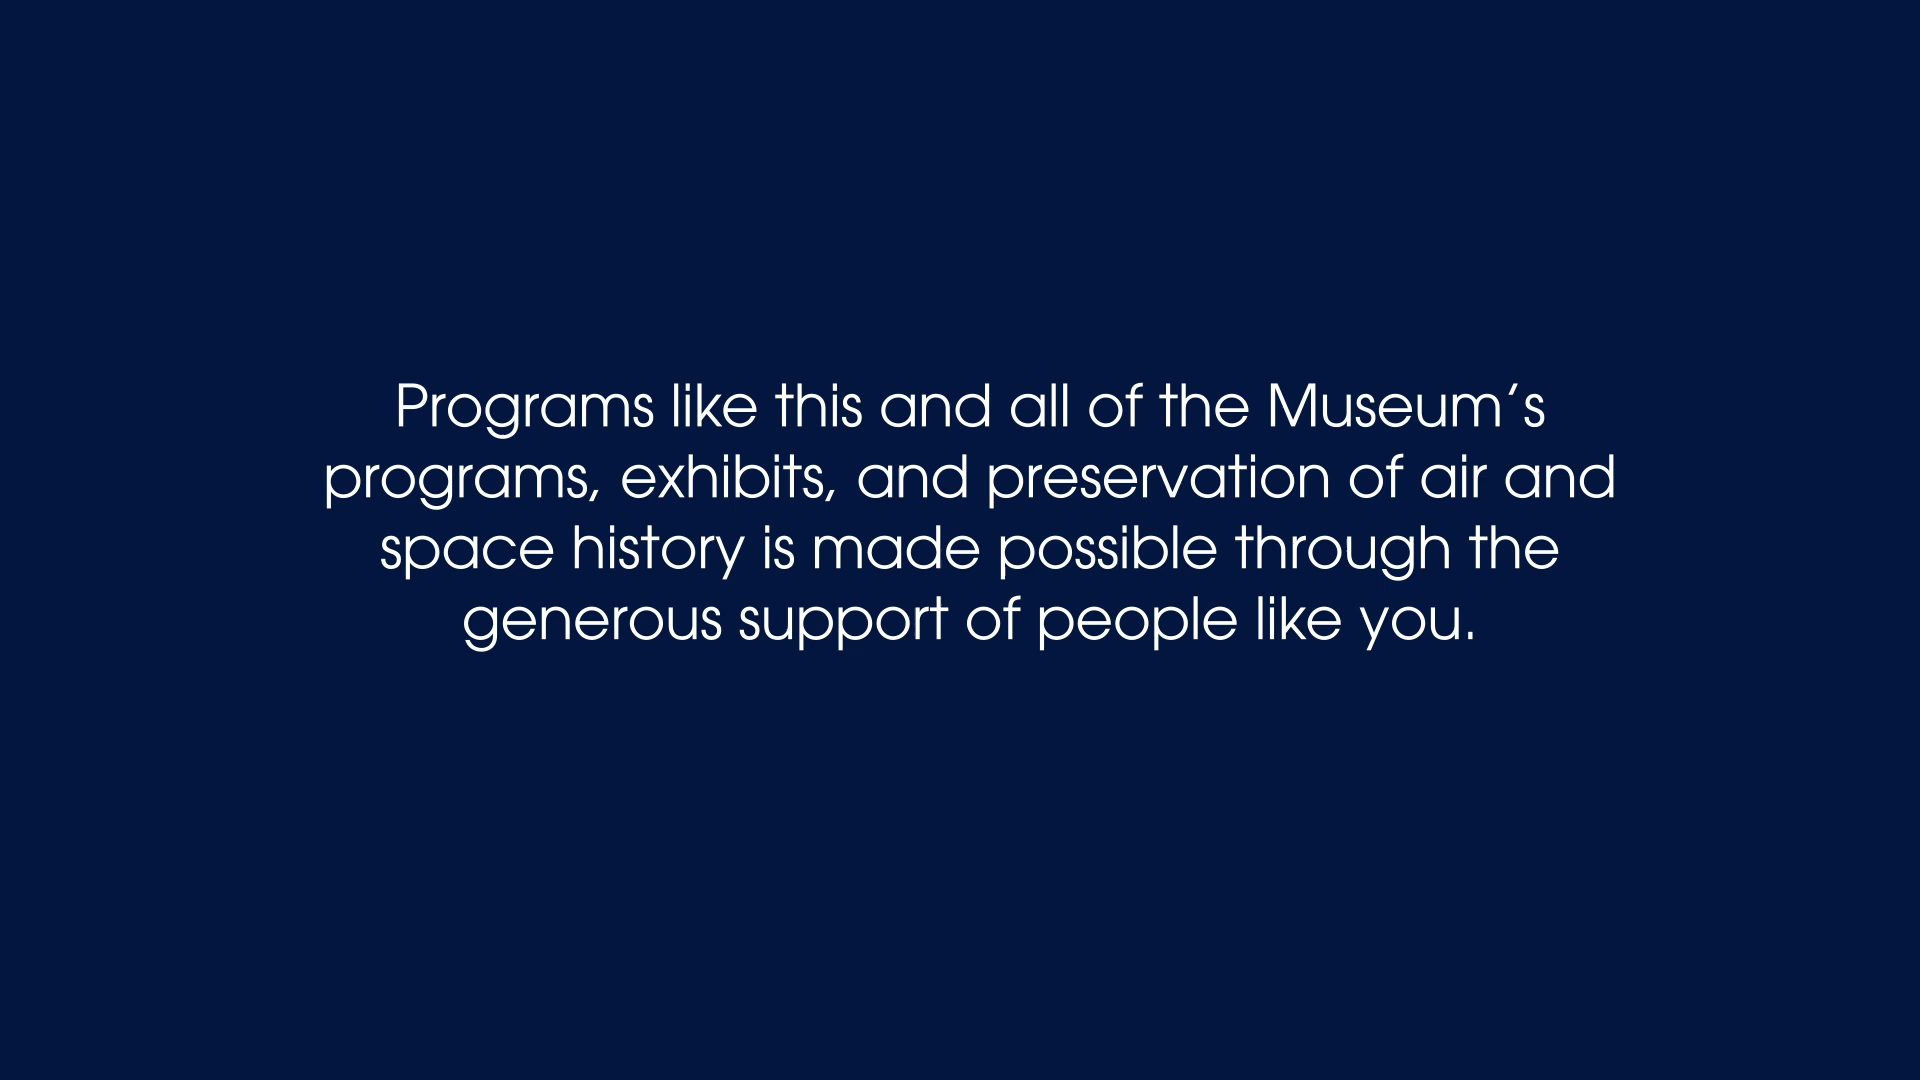 Programs like this and all of the Museum’s
programs, exhibits, and preservation of air and
space history is made possible through the
generous support of people like you.